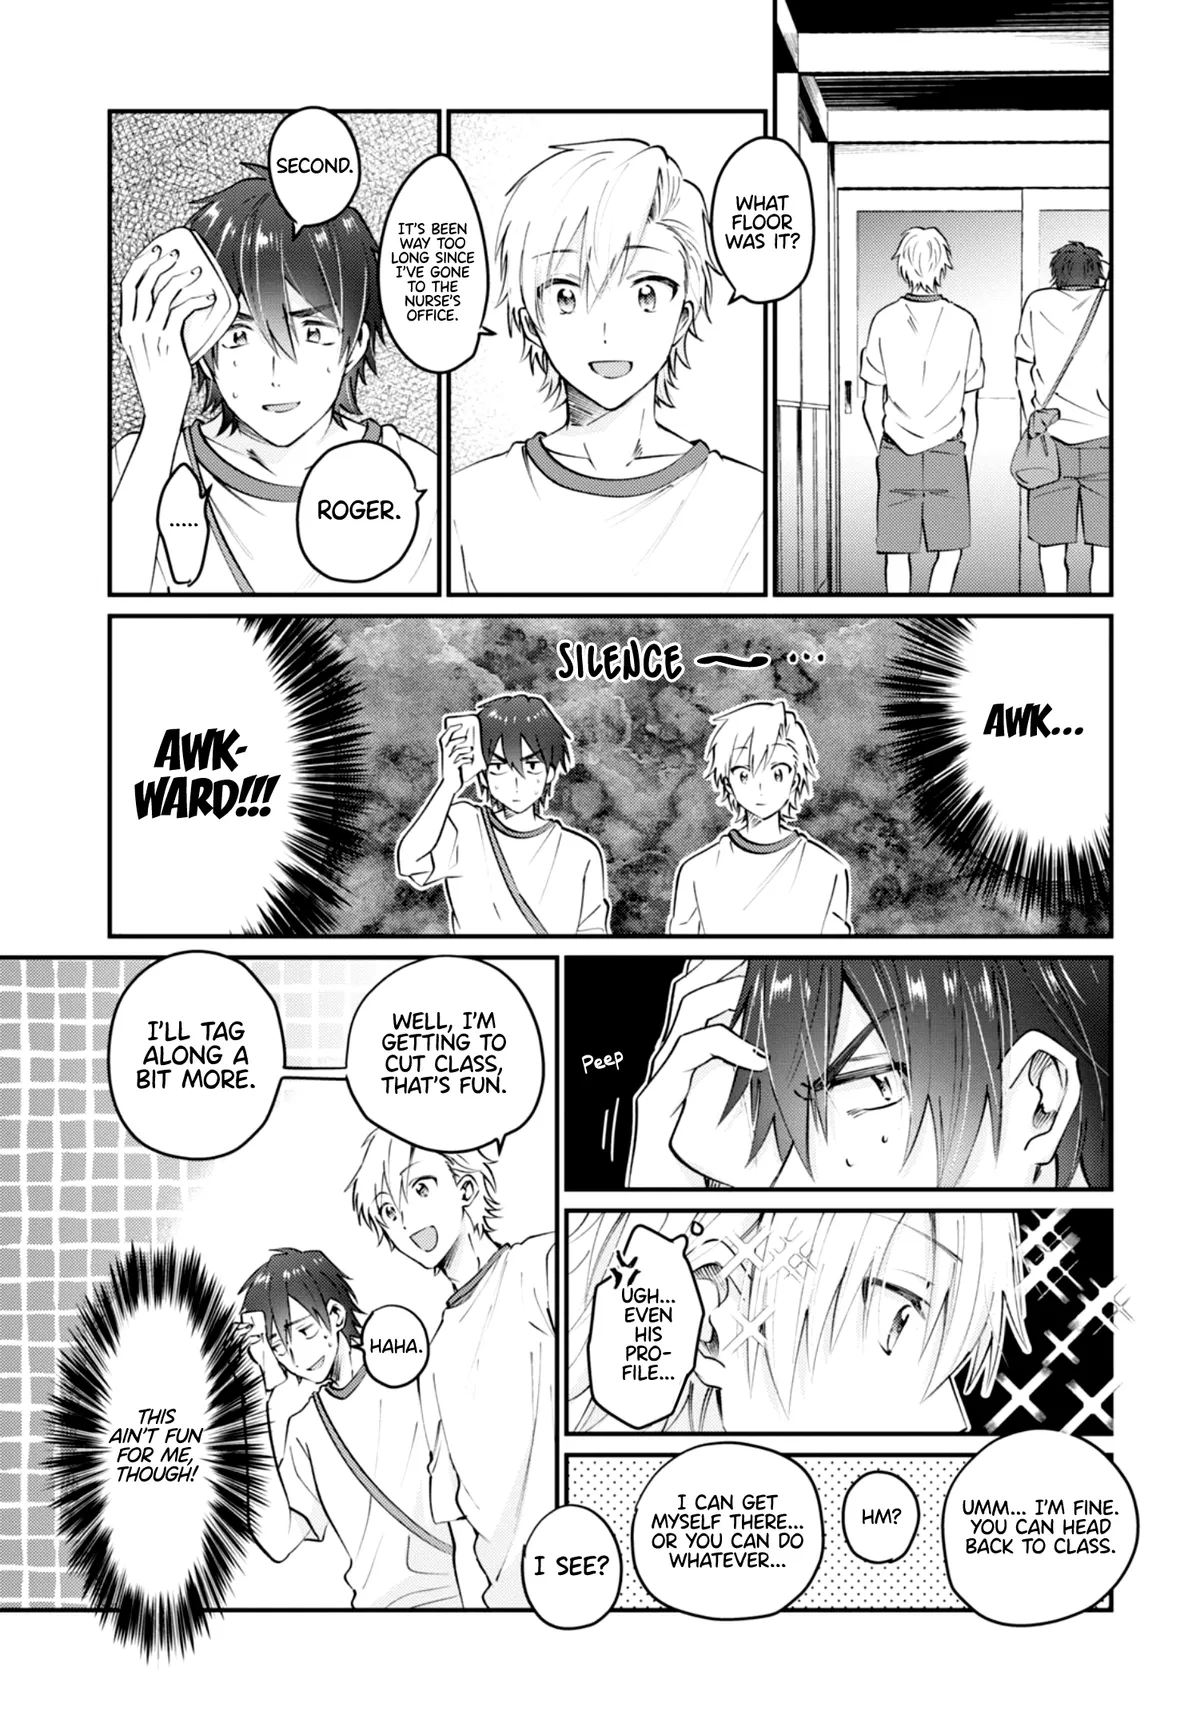 WHAT
FLOOR
WAS IT?
IT'S BEEN
WAY TOO
LONG SINCE
I'VE GONE
TO THE
NURSE'S
OFFICE.
SECOND.
ROGER.
.....
AWK...
SILENCE ~ ...
AWK-
WARD!!!
Peep
UGH...
EVEN
HIS
PRO-
FILE...
UMM... I'M FINE.
YOU CAN HEAD
BACK TO CLASS.
HM?
I CAN GET
MYSELF THERE...
OR YOU CAN DO
WHATEVER...
I SEE?
WELL, I'M
GETTING TO
CUT CLASS,
THAT'S FUN.
I'LL TAG
ALONG A
BIT MORE.
HAHA.
THIS
AIN'T FUN
FOR ME,
THOUGH!